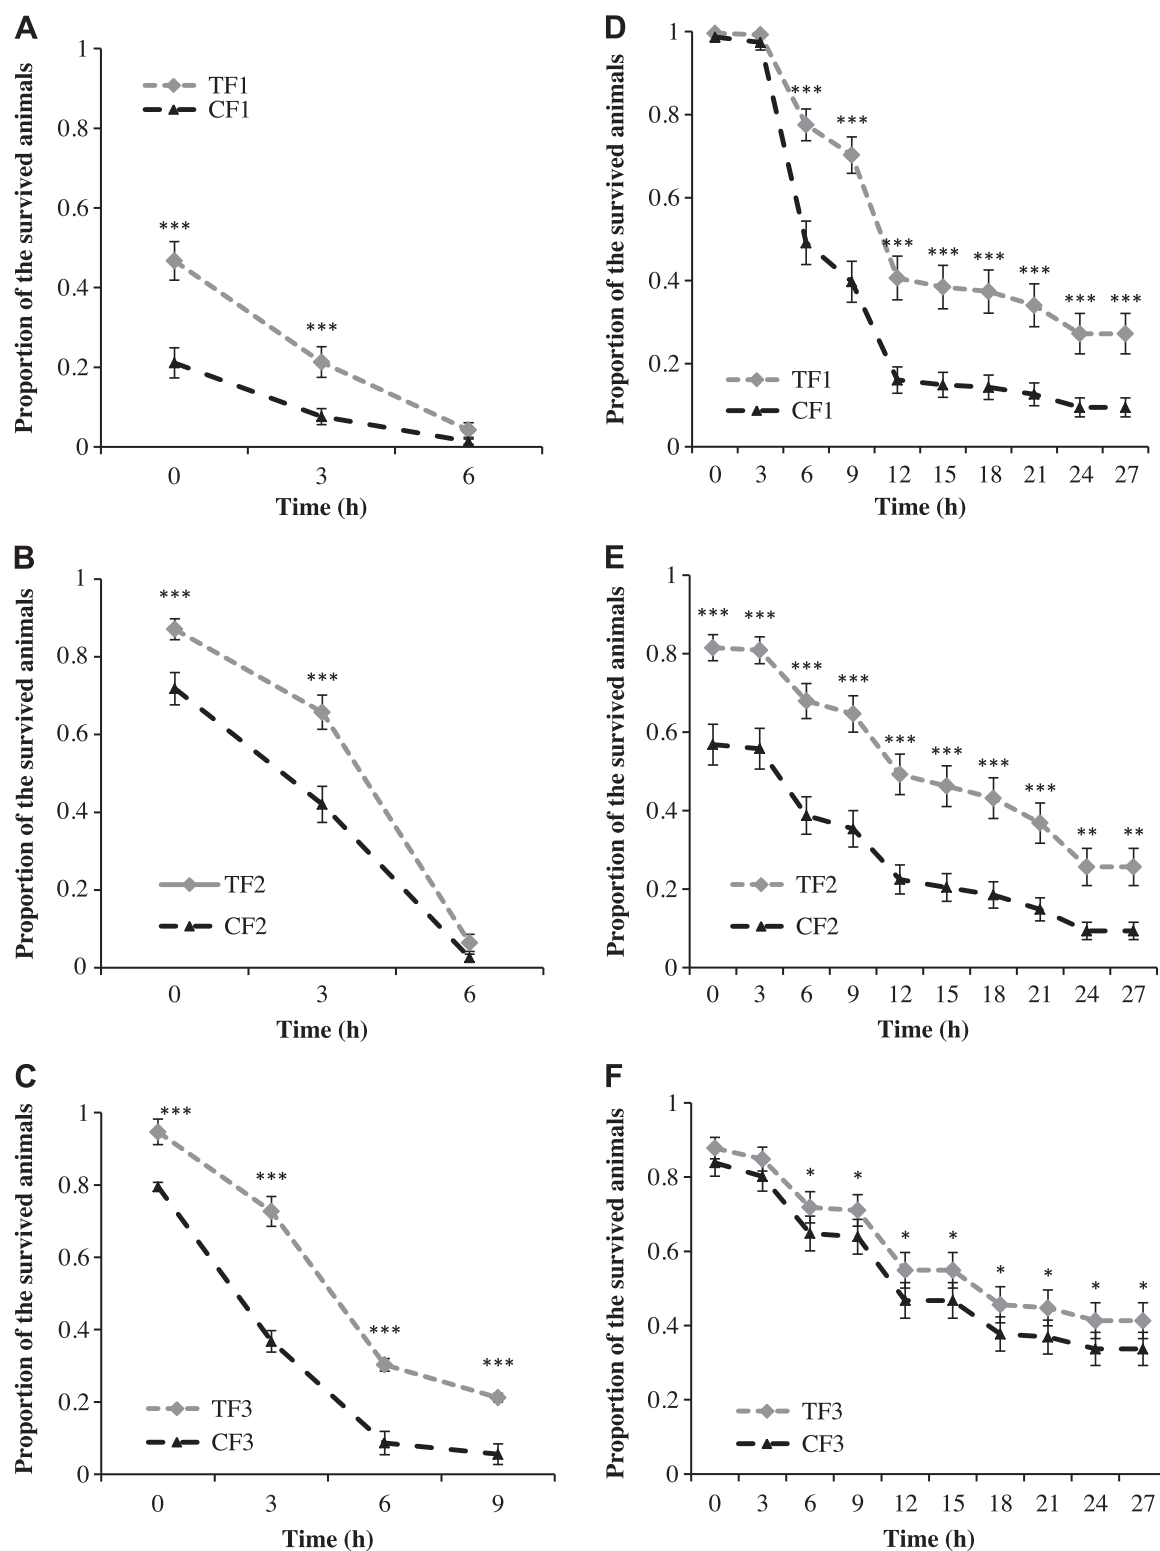 A
Proportion of the survived animals
1
0.8
0.6
0.4
0.2
0
TF1
CF1
***
***
0 3 6
Time (h)
D
Proportion of the survived animals
1
0.8
0.6
0.4
0.2
0
***
***
*** *** *** *** *** ***
TF1
CF1
0 3 6 9 12 15 18 21 24 27
Time (h)
B
Proportion of the survived animals
1
0.8
0.6
0.4
0.2
0
***
***
TF2
CF2
0 3 6
Time (h)
E
Proportion of the survived animals
1
0.8
0.6
0.4
0.2
0
*** *** *** *** *** *** *** *** ** **
TF2
CF2
0 3 6 9 12 15 18 21 24 27
Time (h)
C
Proportion of the survived animals
1
0.8
0.6
0.4
0.2
0
***
***
***
***
TF3
CF3
0 3 6 9
Time (h)
F
Proportion of the survived animals
1
0.8
0.6
0.4
0.2
0
* * * * * * * *
TF3
CF3
0 3 6 9 12 15 18 21 24 27
Time (h)